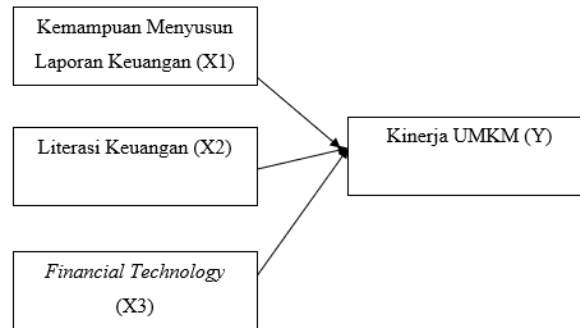 Kemampuan Menyusun
Laporan Keuangan (X1)
Literasi Keuangan (X2)
Kinerja UMKM (Y)
Financial Technology
(X3)